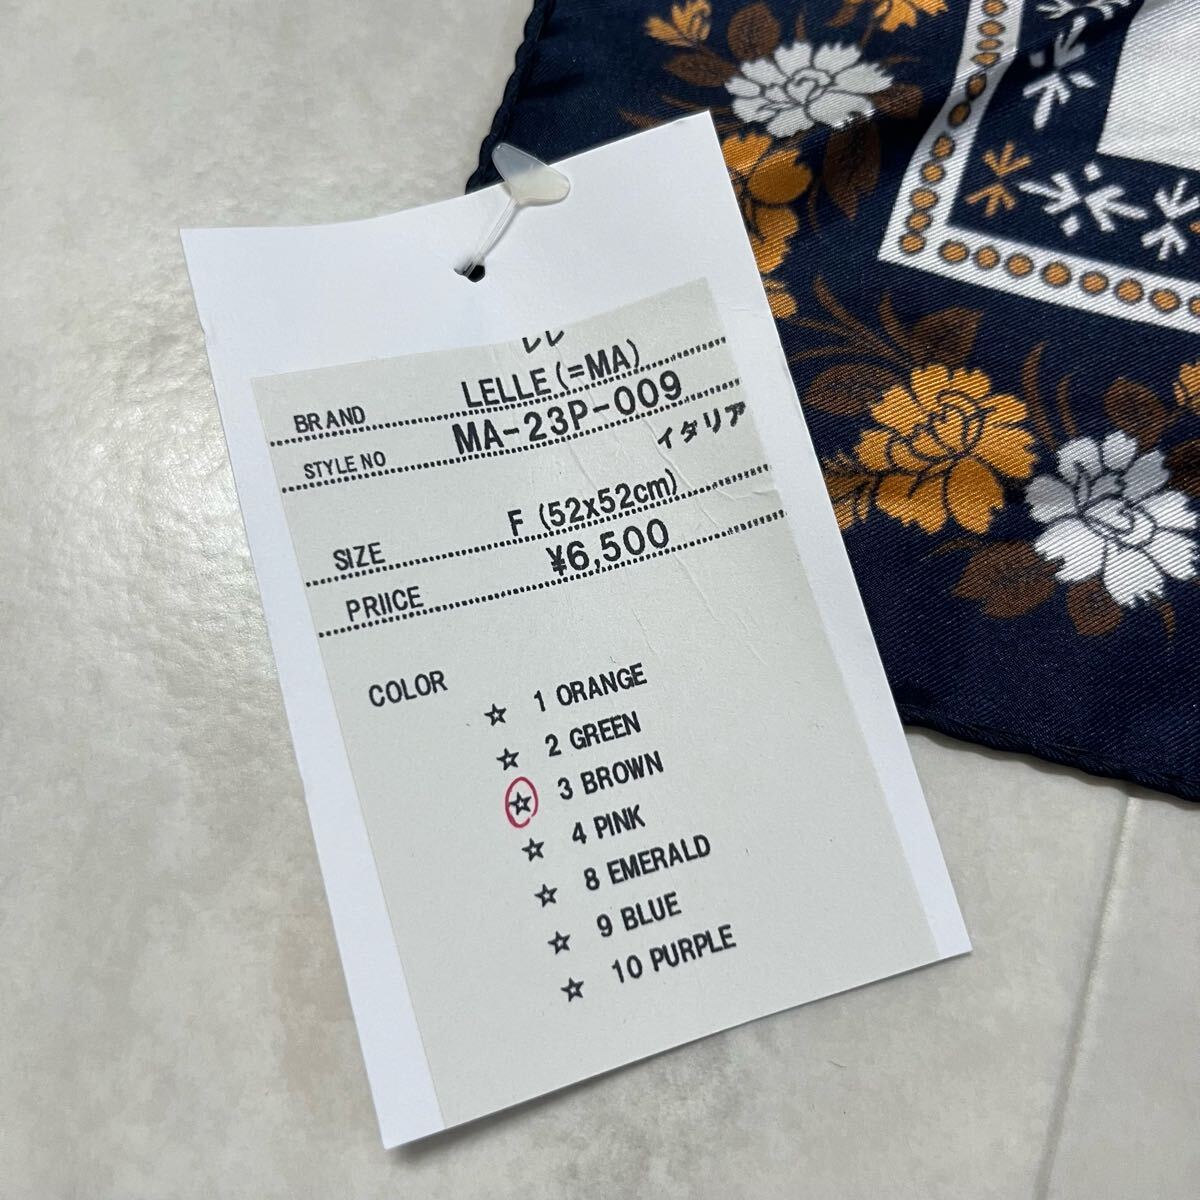 レレ
BRAND LELLE(=MA)
STYLE NO MA-23P-009
イタリア
SIZE F (52x52cm)
PRIICE ¥6,500
COLOR
☆ 1 ORANGE
☆ 2 GREEN
☆ 3 BROWN
☆ 4 PINK
☆ 8 EMERALD
☆ 9 BLUE
☆ 10 PURPLE